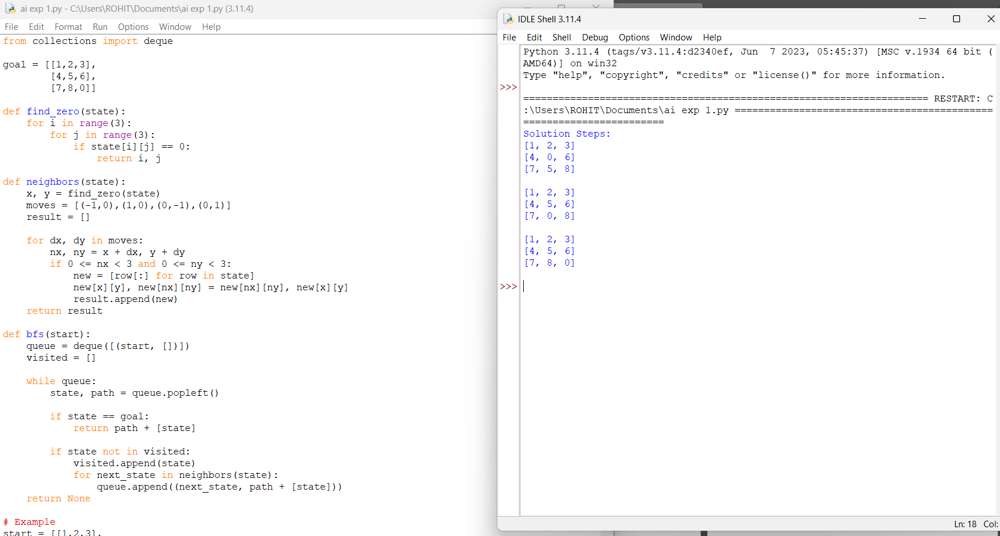 ai exp 1.py - C:\Users\ROHIT\Documents\ai exp 1.py (3.11.4)
File Edit Format Run Options Window Help
from collections import deque
goal = [[1,2,3],
        [4,5,6],
        [7,8,0]]
def find_zero(state):
    for i in range(3):
        for j in range(3):
            if state[i][j] == 0:
                return i, j
def neighbors(state):
    x, y = find_zero(state)
    moves = [(-1,0),(1,0),(0,-1),(0,1)]
    result = []
    for dx, dy in moves:
        nx, ny = x + dx, y + dy
        if 0 <= nx < 3 and 0 <= ny < 3:
            new = [row[:] for row in state]
            new[x][y], new[nx][ny] = new[nx][ny], new[x][y]
            result.append(new)
    return result
def bfs(start):
    queue = deque([(start, [])])
    visited = []
    while queue:
        state, path = queue.popleft()
        if state == goal:
            return path + [state]
        if state not in visited:
            visited.append(state)
            for next_state in neighbors(state):
                queue.append((next_state, path + [state]))
    return None
# Example
start = [[1,2,3],
IDLE Shell 3.11.4
File Edit Shell Debug Options Window Help
Python 3.11.4 (tags/v3.11.4:d2340ef, Jun  7 2023, 05:45:37) [MSC v.1934 64 bit (
AMD64)] on win32
Type "help", "copyright", "credits" or "license()" for more information.
>>>
===================================================================== RESTART: C
:\Users\ROHIT\Documents\ai exp 1.py ============================================
========================
Solution Steps:
[1, 2, 3]
[4, 0, 6]
[7, 5, 8]
[1, 2, 3]
[4, 5, 6]
[7, 0, 8]
[1, 2, 3]
[4, 5, 6]
[7, 8, 0]
>>>
Ln: 18 Col: